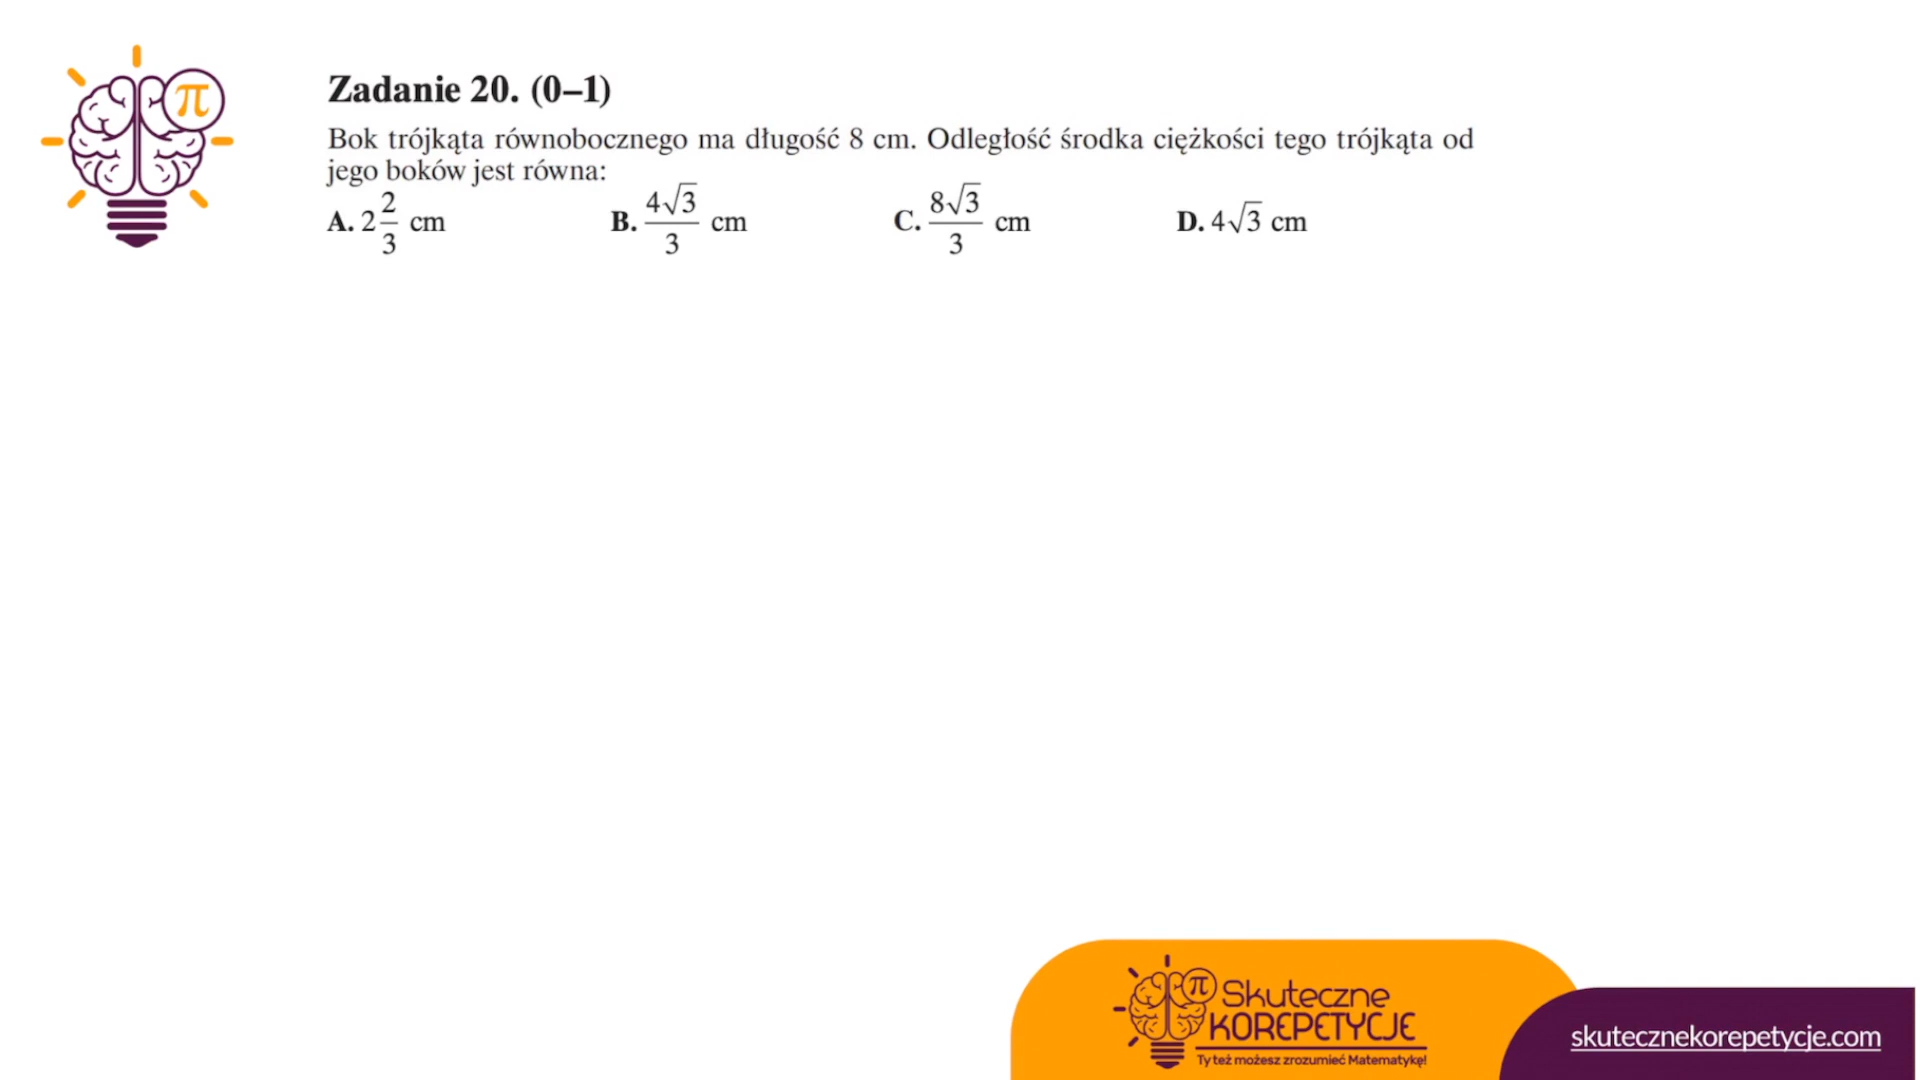 π
Zadanie 20. (0–1)
Bok trójkąta równobocznego ma długość 8 cm. Odległość środka ciężkości tego trójkąta od
jego boków jest równa:
A. 2 2/3 cm B. 4√3/3 cm C. 8√3/3 cm D. 4√3 cm
π Skuteczne
KOREPETYCJE
Ty też możesz zrozumieć Matematykę!
skutecznekorepetycje.com